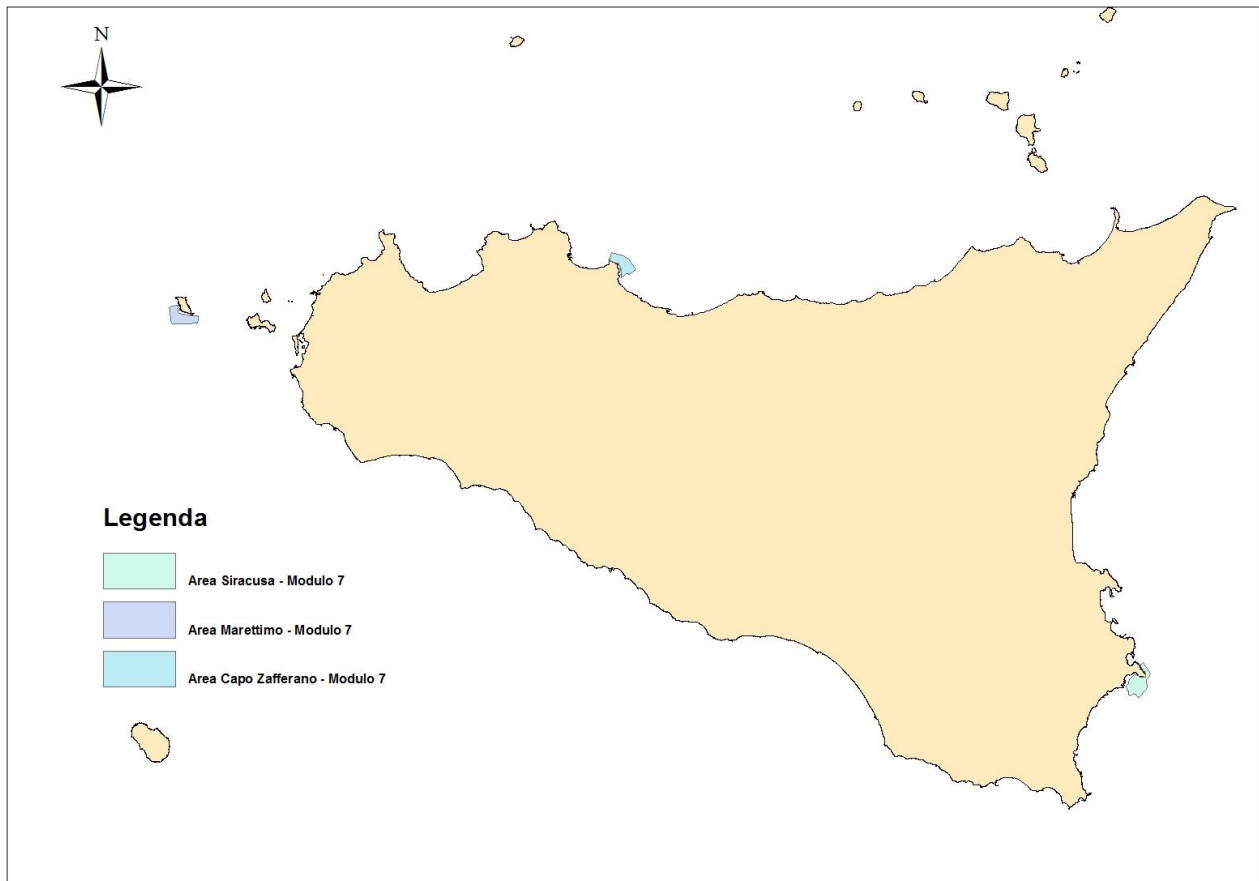 N
Legenda
Area Siracusa - Modulo 7
Area Marettimo - Modulo 7
Area Capo Zafferano - Modulo 7